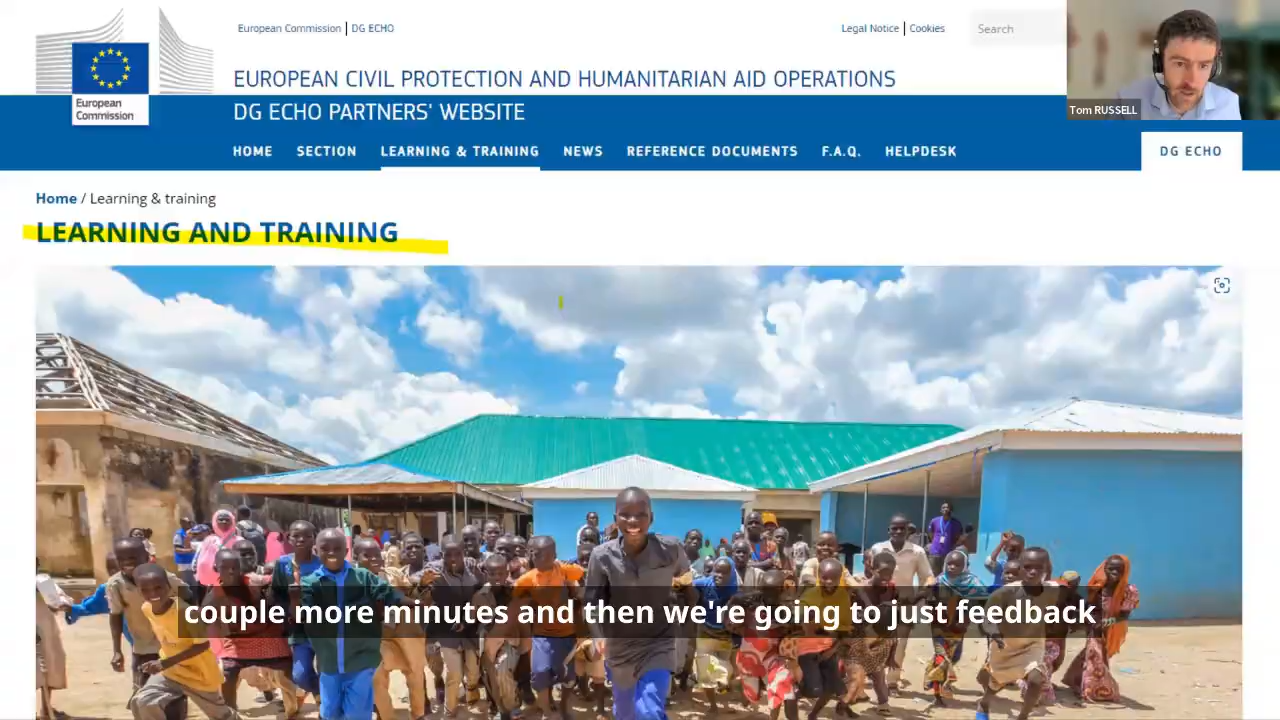 European Commission | DG ECHO
Legal Notice | Cookies
Search
EUROPEAN CIVIL PROTECTION AND HUMANITARIAN AID OPERATIONS
European
Commission
DG ECHO PARTNERS' WEBSITE
Tom RUSSELL
HOME SECTION LEARNING & TRAINING NEWS REFERENCE DOCUMENTS F.A.Q. HELPDESK DG ECHO
Home / Learning & training
LEARNING AND TRAINING
couple more minutes and then we're going to just feedback